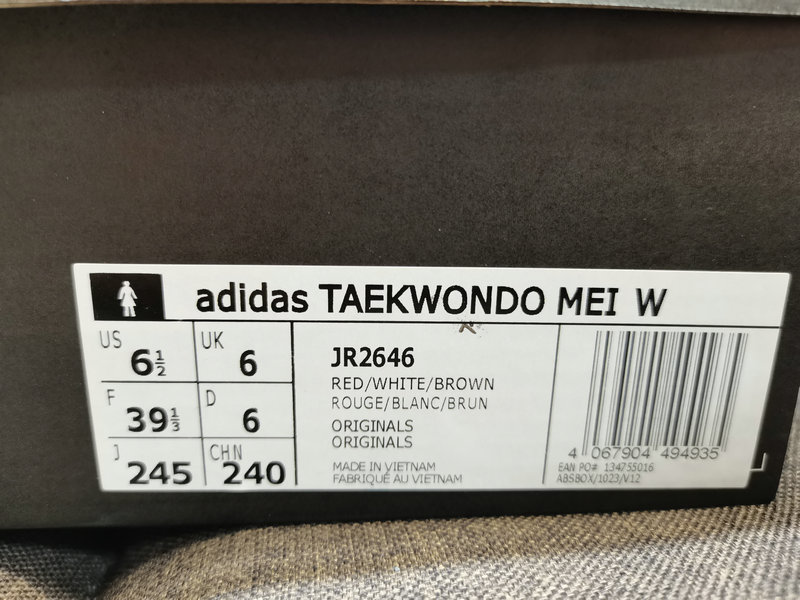 adidas TAEKWONDO MEI W
US 6½ UK 6
F 39⅓ D 6
J 245 CHN 240
JR2646
RED/WHITE/BROWN
ROUGE/BLANC/BRUN
ORIGINALS
ORIGINALS
MADE IN VIETNAM
FABRIQUÉ AU VIETNAM
4 067904 494935
EAN PO# 134755016
ABSBOX/1023/V12